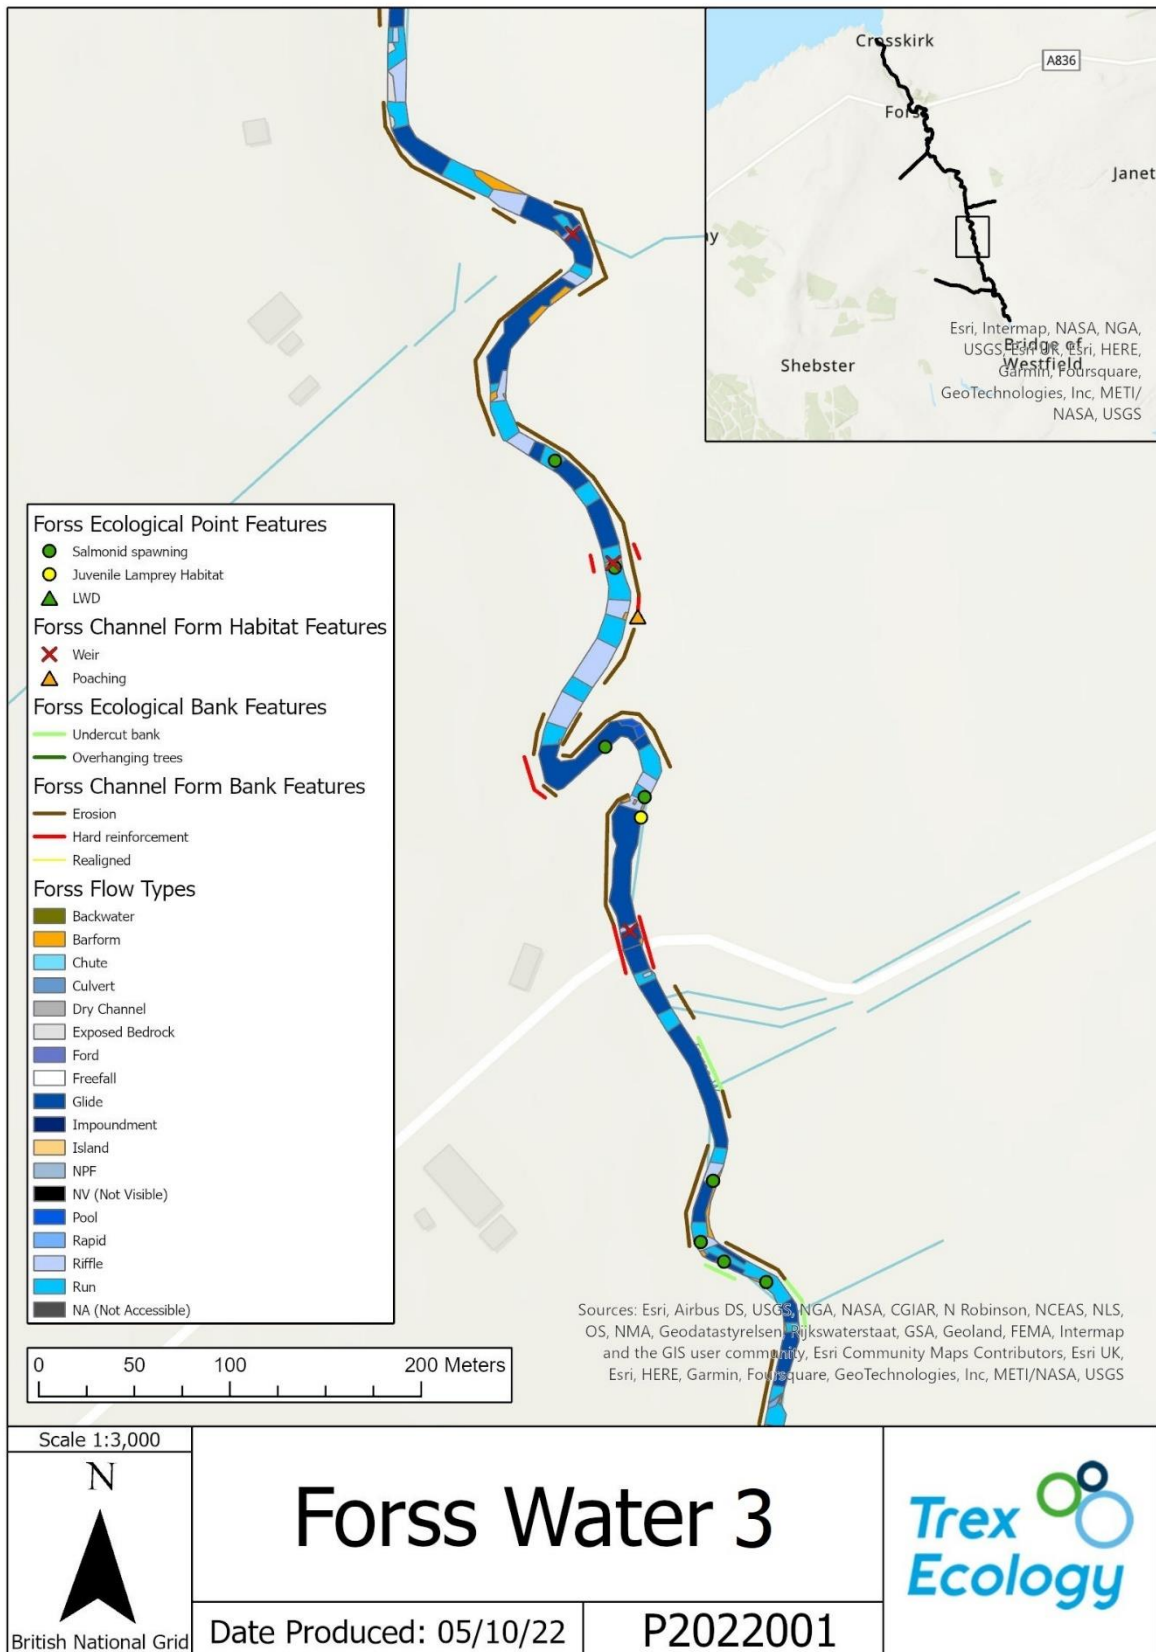 Crosskirk
A836
Forss
Janet
ay
Shebster
Bridge of
Westfield
Esri, Intermap, NASA, NGA,
USGS, Esri UK, Esri, HERE,
Garmin, Foursquare,
GeoTechnologies, Inc, METI/
NASA, USGS
Forss Ecological Point Features
Salmonid spawning
Juvenile Lamprey Habitat
LWD
Forss Channel Form Habitat Features
Weir
Poaching
Forss Ecological Bank Features
Undercut bank
Overhanging trees
Forss Channel Form Bank Features
Erosion
Hard reinforcement
Realigned
Forss Flow Types
Backwater
Barform
Chute
Culvert
Dry Channel
Exposed Bedrock
Ford
Freefall
Glide
Impoundment
Island
NPF
NV (Not Visible)
Pool
Rapid
Riffle
Run
NA (Not Accessible)
Sources: Esri, Airbus DS, USGS, NGA, NASA, CGIAR, N Robinson, NCEAS, NLS,
OS, NMA, Geodatastyrelsen, Rijkswaterstaat, GSA, Geoland, FEMA, Intermap
and the GIS user community, Esri Community Maps Contributors, Esri UK,
Esri, HERE, Garmin, Foursquare, GeoTechnologies, Inc, METI/NASA, USGS
0 50 100 200 Meters
Scale 1:3,000
N
British National Grid
Forss Water 3
Date Produced: 05/10/22
P2022001
Trex
Ecology